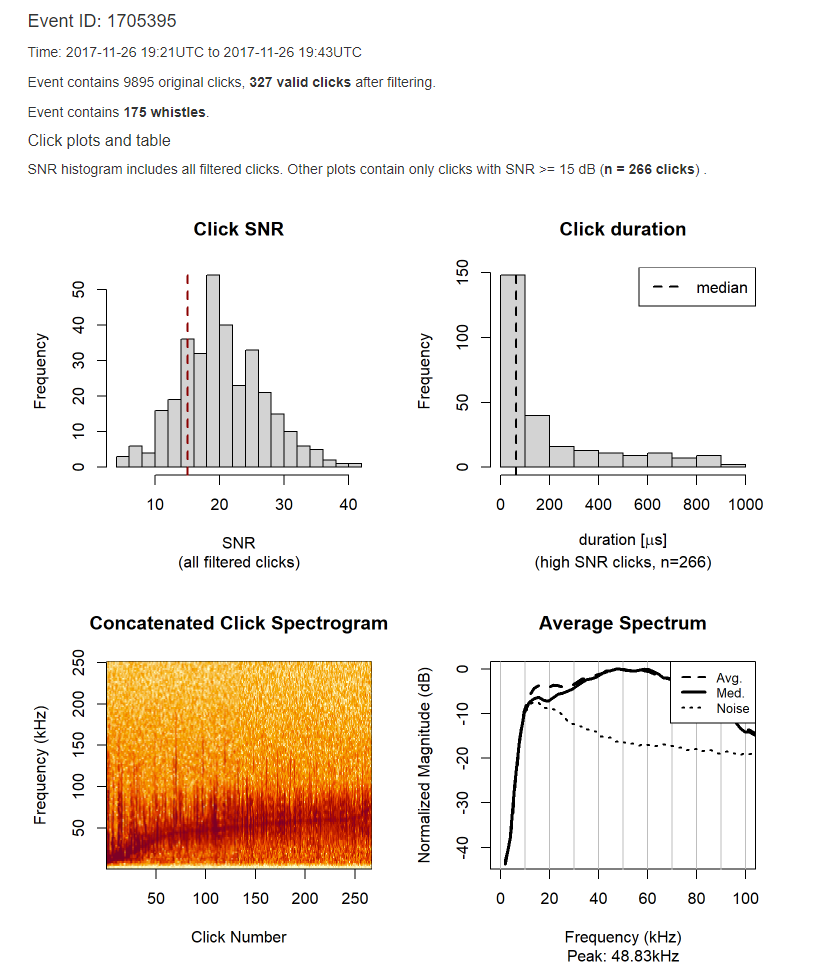 Event ID: 1705395
Time: 2017-11-26 19:21UTC to 2017-11-26 19:43UTC
Event contains 9895 original clicks, 327 valid clicks after filtering.
Event contains 175 whistles.
Click plots and table
SNR histogram includes all filtered clicks. Other plots contain only clicks with SNR >= 15 dB (n = 266 clicks) .
Click SNR
Frequency
0 10 20 30 40 50
10 20 30 40
SNR
(all filtered clicks)
Click duration
median
Frequency
0 50 100 150
0 200 400 600 800 1000
duration [μs]
(high SNR clicks, n=266)
Concatenated Click Spectrogram
Frequency (kHz)
50 100 150 200 250
50 100 150 200 250
Click Number
Average Spectrum
Avg.
Med.
Noise
Normalized Magnitude (dB)
-40 -30 -20 -10 0
0 20 40 60 80 100
Frequency (kHz)
Peak: 48.83kHz